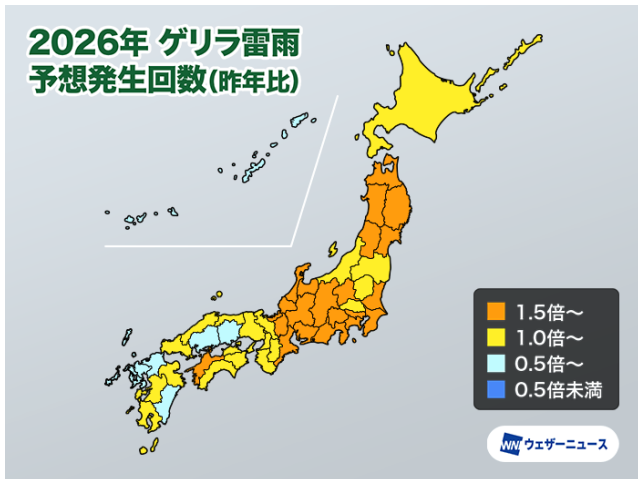 2026年 ゲリラ雷雨
予想発生回数(昨年比)
1.5倍〜
1.0倍〜
0.5倍〜
0.5倍未満
WN ウェザーニュース